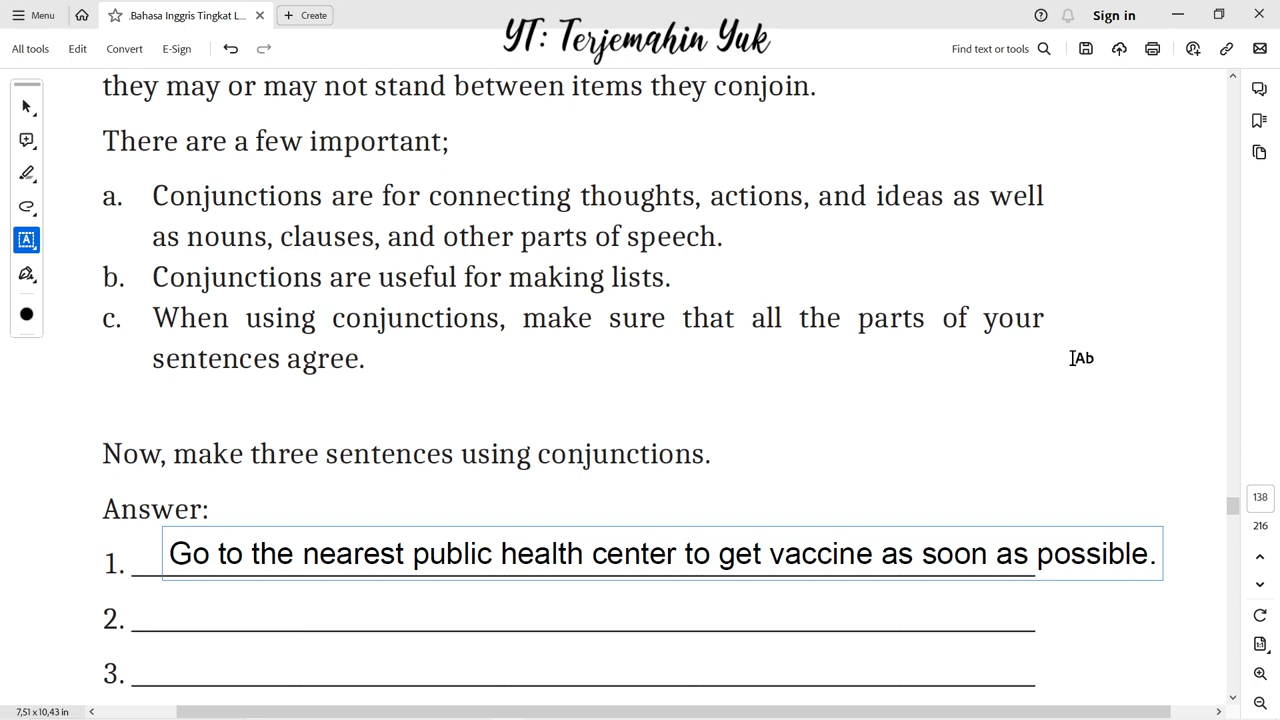 Menu
.Bahasa Inggris Tingkat L...
Create
Sign in
YT: Terjemahin Yuk
All tools Edit Convert E-Sign
Find text or tools
they may or may not stand between items they conjoin.
There are a few important;
a. Conjunctions are for connecting thoughts, actions, and ideas as well
as nouns, clauses, and other parts of speech.
b. Conjunctions are useful for making lists.
c. When using conjunctions, make sure that all the parts of your
sentences agree.
Ab
Now, make three sentences using conjunctions.
Answer:
1. Go to the nearest public health center to get vaccine as soon as possible.
2.
3.
138
216
7,51 x 10,43 in